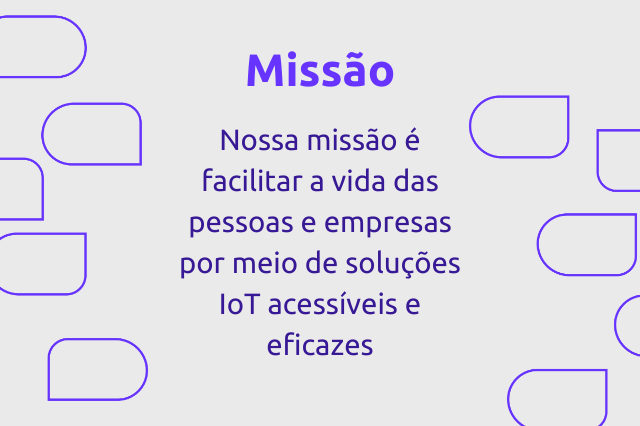 Missão
Nossa missão é
facilitar a vida das
pessoas e empresas
por meio de soluções
IoT acessíveis e
eficazes